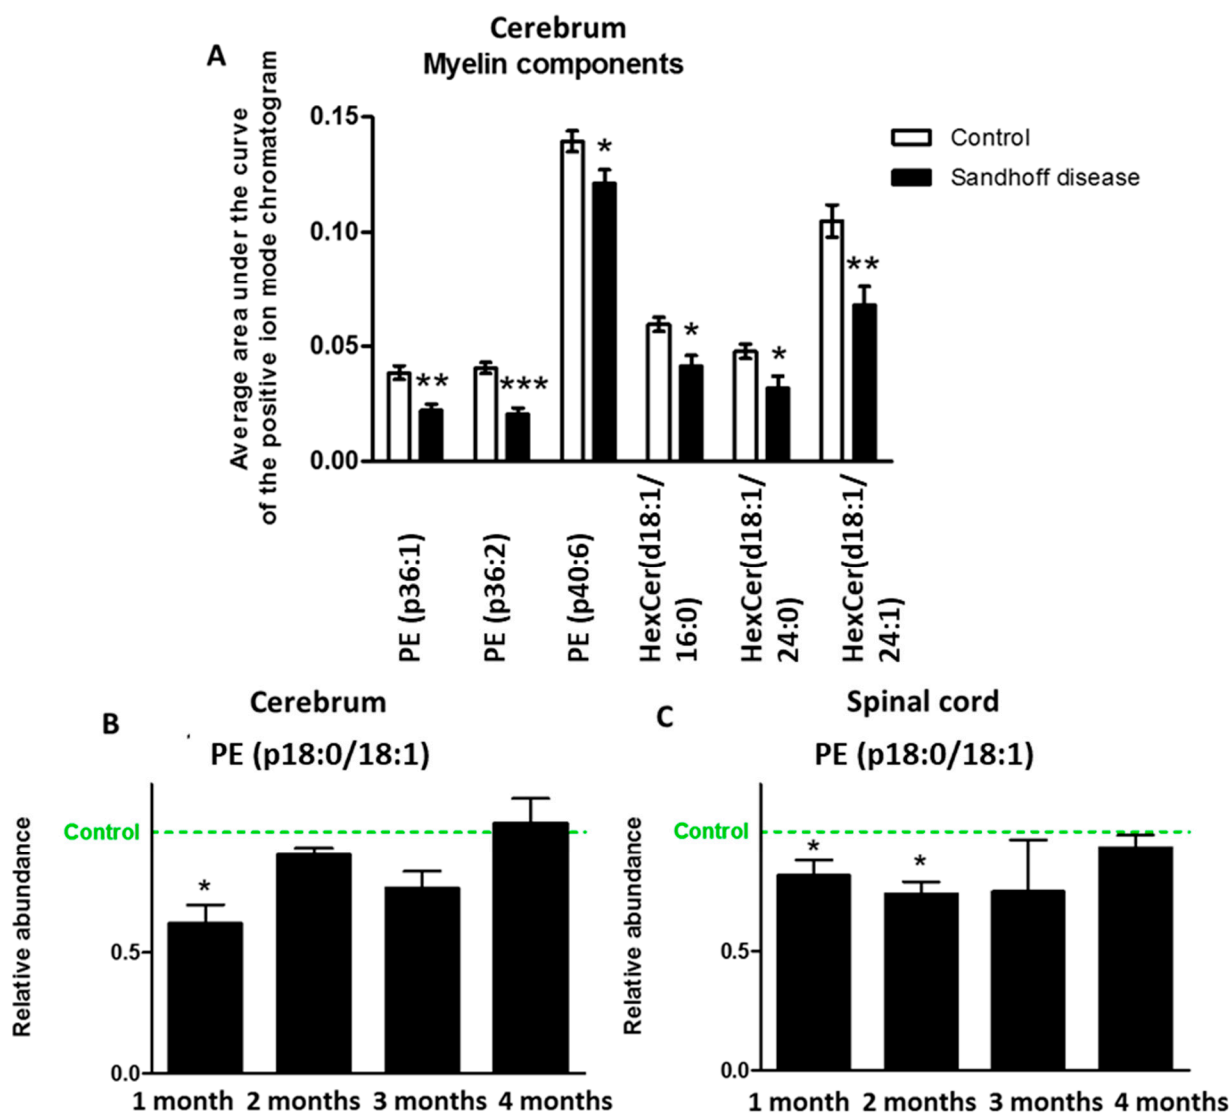 A
Cerebrum
Myelin components
Average area under the curve
of the positive ion mode chromatogram
0.15
0.10
0.05
0.00
**
***
*
*
*
**
Control
Sandhoff disease
PE (p36:1)
PE (p36:2)
PE (p40:6)
HexCer(d18:1/
16:0)
HexCer(d18:1/
24:0)
HexCer(d18:1/
24:1)
B
Cerebrum
PE (p18:0/18:1)
Relative abundance
Control
0.5
0.0
*
1 month 2 months 3 months 4 months
C
Spinal cord
PE (p18:0/18:1)
Relative abundance
Control
0.5
0.0
*
*
1 month 2 months 3 months 4 months